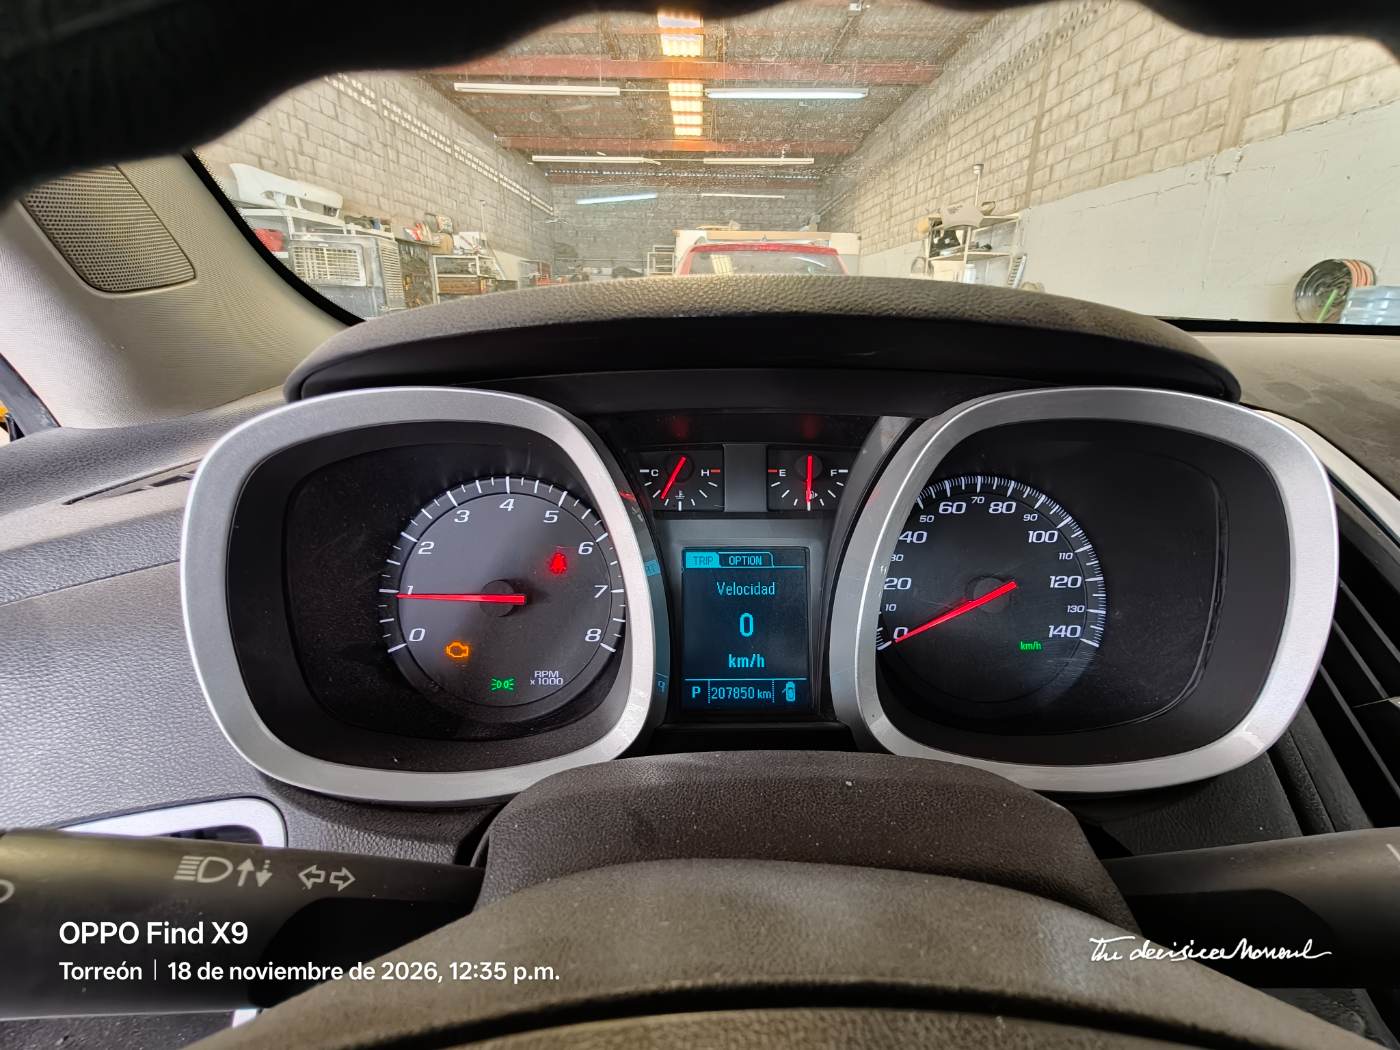 C H
E F
0 1 2 3 4 5 6 7 8
RPM
x 1000
TRIP OPTION
Velocidad
0
km/h
P 207850 km
0 10 20 30 40 50 60 70 80 90 100 110 120 130 140
km/h
OPPO Find X9
Torreón | 18 de noviembre de 2026, 12:35 p.m.